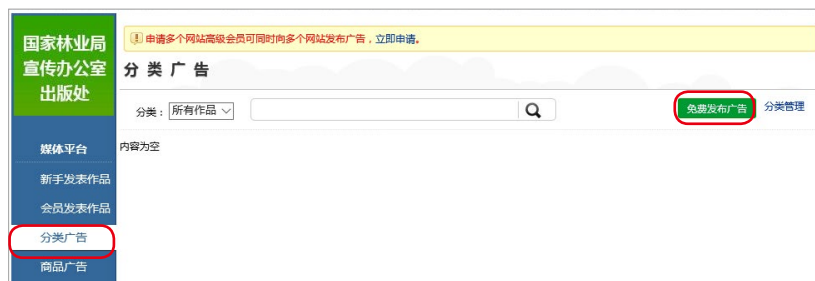 国家林业局
宣传办公室
出版处
媒体平台
新手发表作品
会员发表作品
分类广告
商品广告
申请多个网站高级会员可同时向多个网站发布广告，立即申请。
分类广告
分类：所有作品 免费发布广告 分类管理
内容为空